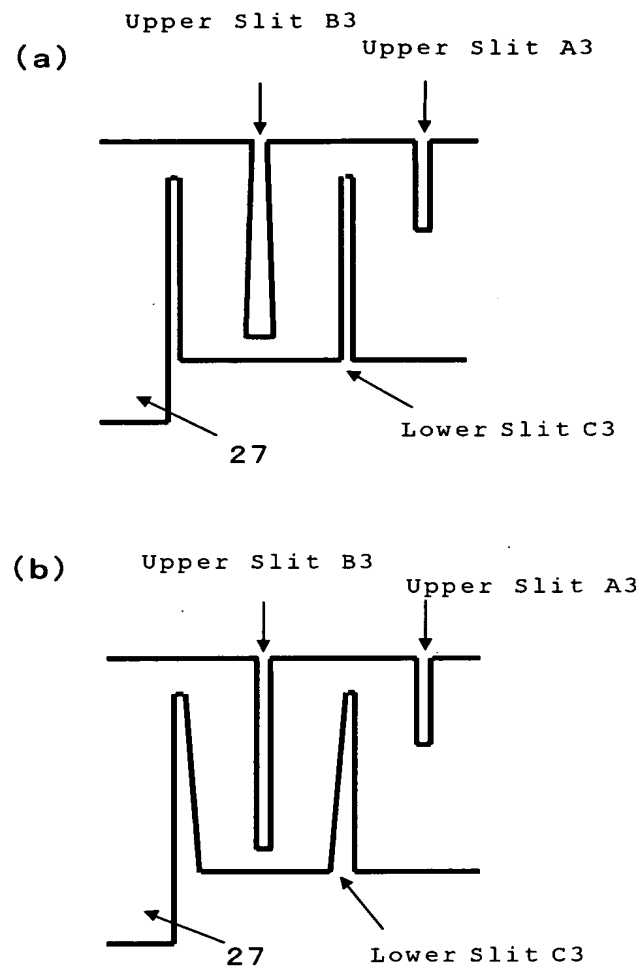 Upper Slit B3
(a)
Upper Slit A3
Lower Slit C3
27
(b)
Upper Slit B3
Upper Slit A3
27
Lower Slit C3